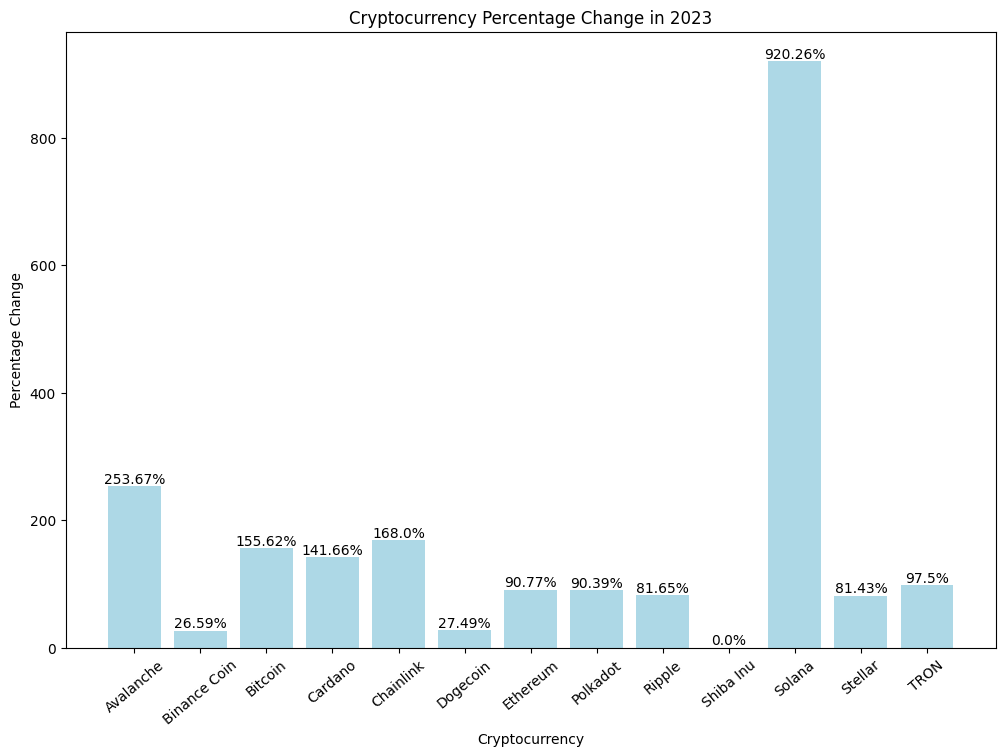 Cryptocurrency Percentage Change in 2023
Percentage Change
800
600
400
200
0
253.67%
26.59%
155.62%
141.66%
168.0%
27.49%
90.77%
90.39%
81.65%
0.0%
920.26%
81.43%
97.5%
Avalanche
Binance Coin
Bitcoin
Cardano
Chainlink
Dogecoin
Ethereum
Polkadot
Ripple
Shiba Inu
Solana
Stellar
TRON
Cryptocurrency